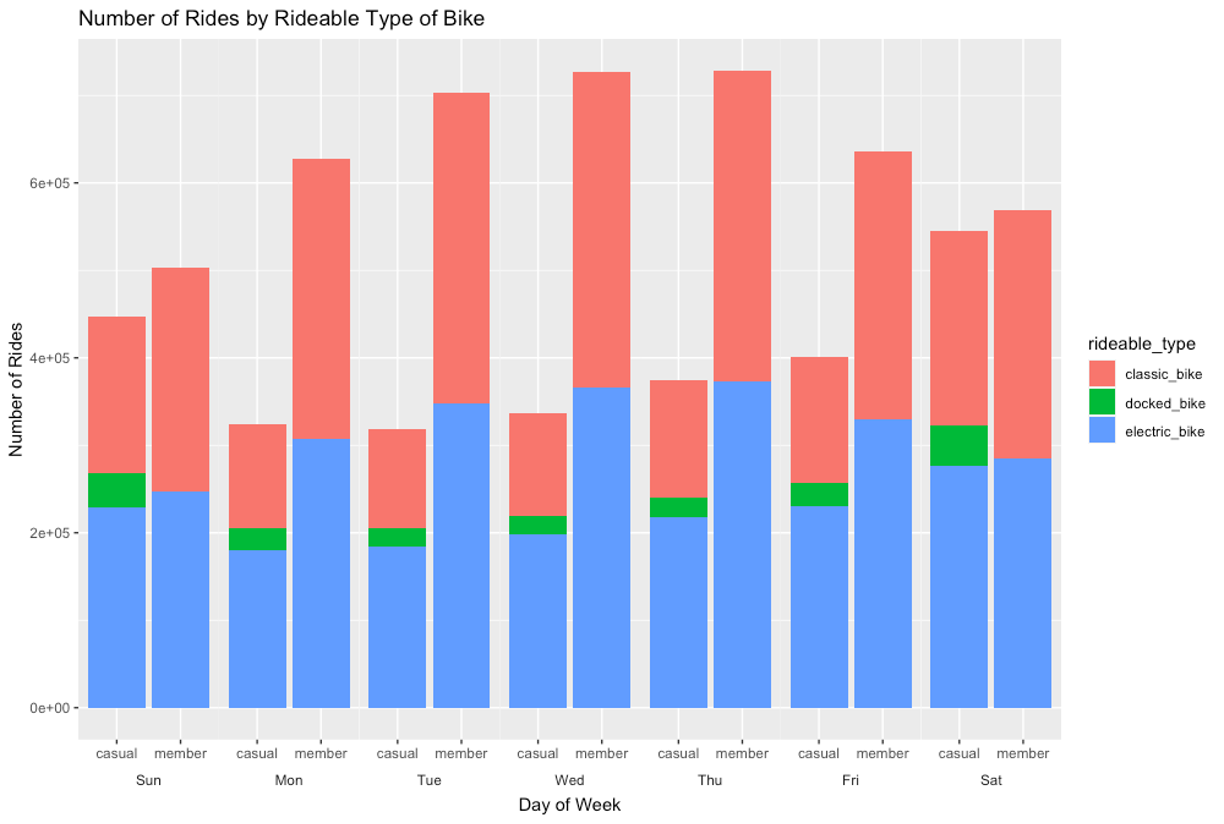 Number of Rides by Rideable Type of Bike
Number of Rides
6e+05
4e+05
2e+05
0e+00
casual member casual member casual member casual member casual member casual member casual member
Sun Mon Tue Wed Thu Fri Sat
Day of Week
rideable_type
classic_bike
docked_bike
electric_bike